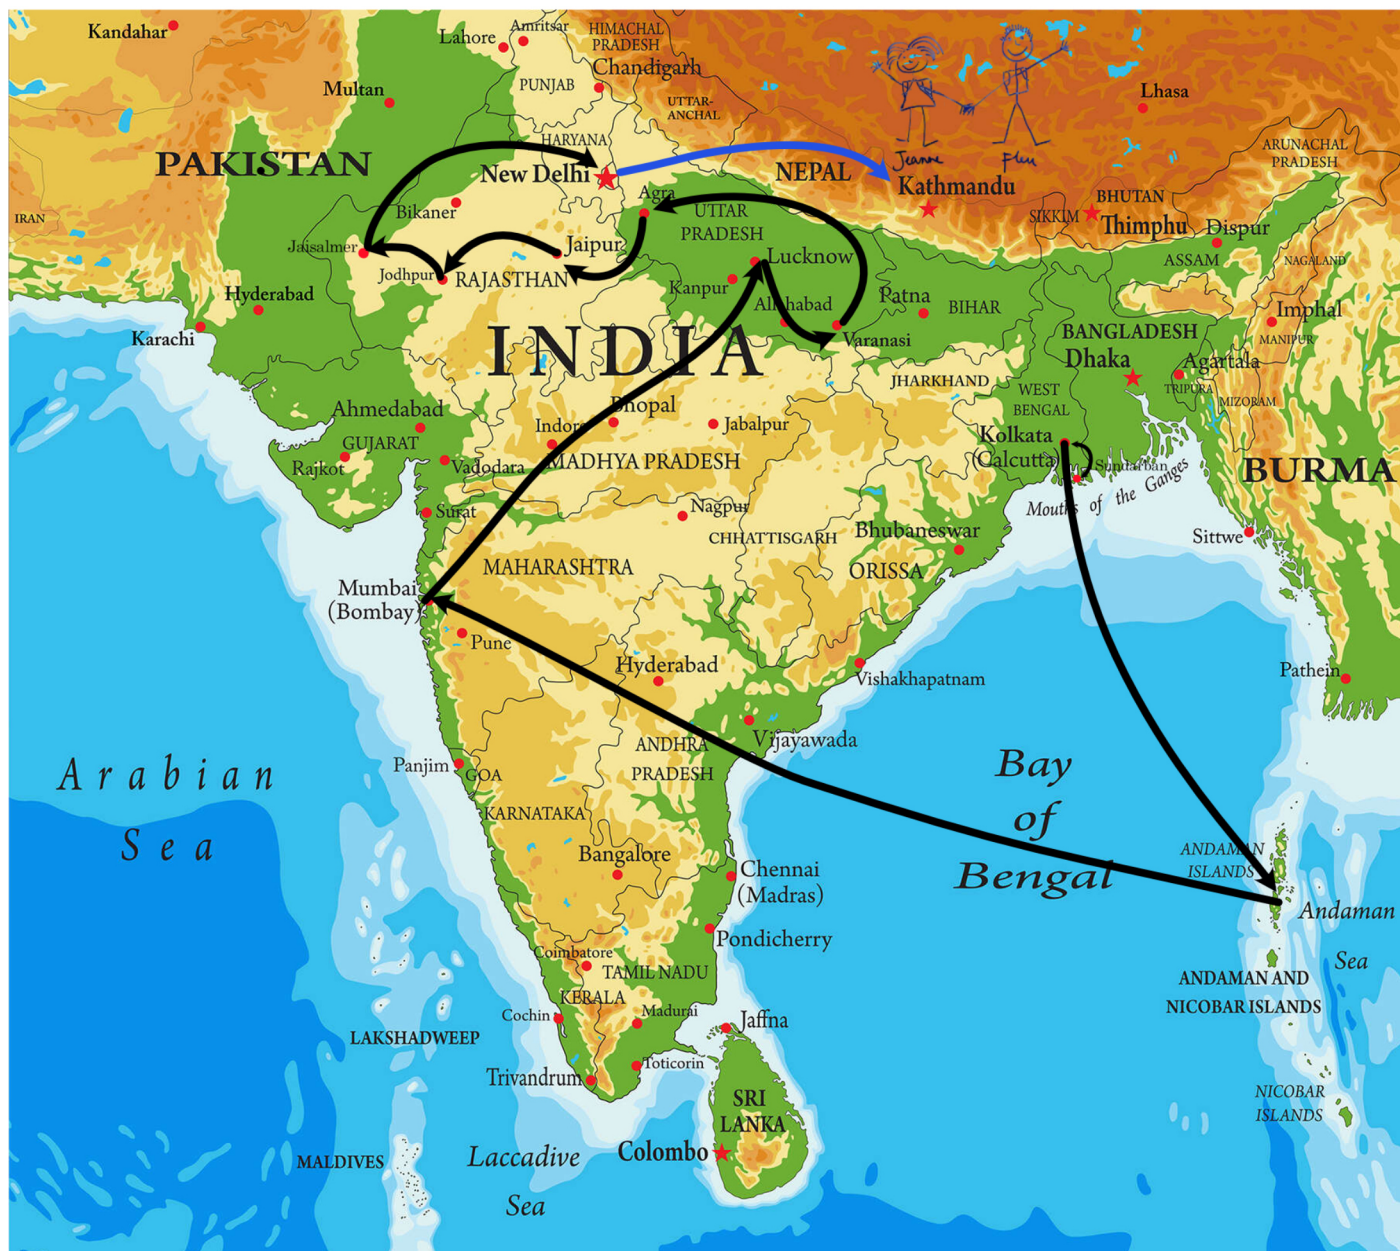 Kandahar
Lahore
Amritsar
HIMACHAL
PRADESH
Chandigarh
PUNJAB
Multan
UTTAR-
ANCHAL
Lhasa
HARYANA
PAKISTAN
New Delhi
NEPAL
Jeanne
Kathmandu
ARUNACHAL
PRADESH
IRAN
Bikaner
Agra
UTTAR
PRADESH
SIKKIM
BHUTAN
Thimphu
Dispur
ASSAM
NAGALAND
Jaisalmer
Jaipur
Jodhpur
RAJASTHAN
Lucknow
Kanpur
Allahabad
Patna
BIHAR
Hyderabad
Karachi
Varanasi
Imphal
MANIPUR
INDIA
BANGLADESH
Dhaka
Agartala
TRIPURA
MIZORAM
JHARKHAND
WEST
BENGAL
Ahmedabad
GUJARAT
Rajkot
Vadodara
Indore
Bhopal
Jabalpur
MADHYA PRADESH
Kolkata
(Calcutta)
Sundarban
Mouths of the Ganges
BURMA
Surat
Nagpur
CHHATTISGARH
Bhubaneswar
ORISSA
Sittwe
Mumbai
(Bombay)
MAHARASHTRA
Pune
Hyderabad
Vishakhapatnam
Pathein
Vijayawada
ANDHRA
PRADESH
Arabian
Sea
Panjim
GOA
KARNATAKA
Bay
of
Bengal
Bangalore
Chennai
(Madras)
ANDAMAN
ISLANDS
Andaman
Sea
Pondicherry
Coimbatore
TAMIL NADU
KERALA
ANDAMAN AND
NICOBAR ISLANDS
Cochin
Madurai
Jaffna
LAKSHADWEEP
Trivandrum
Toticorin
SRI
LANKA
NICOBAR
ISLANDS
Colombo
MALDIVES
Laccadive
Sea